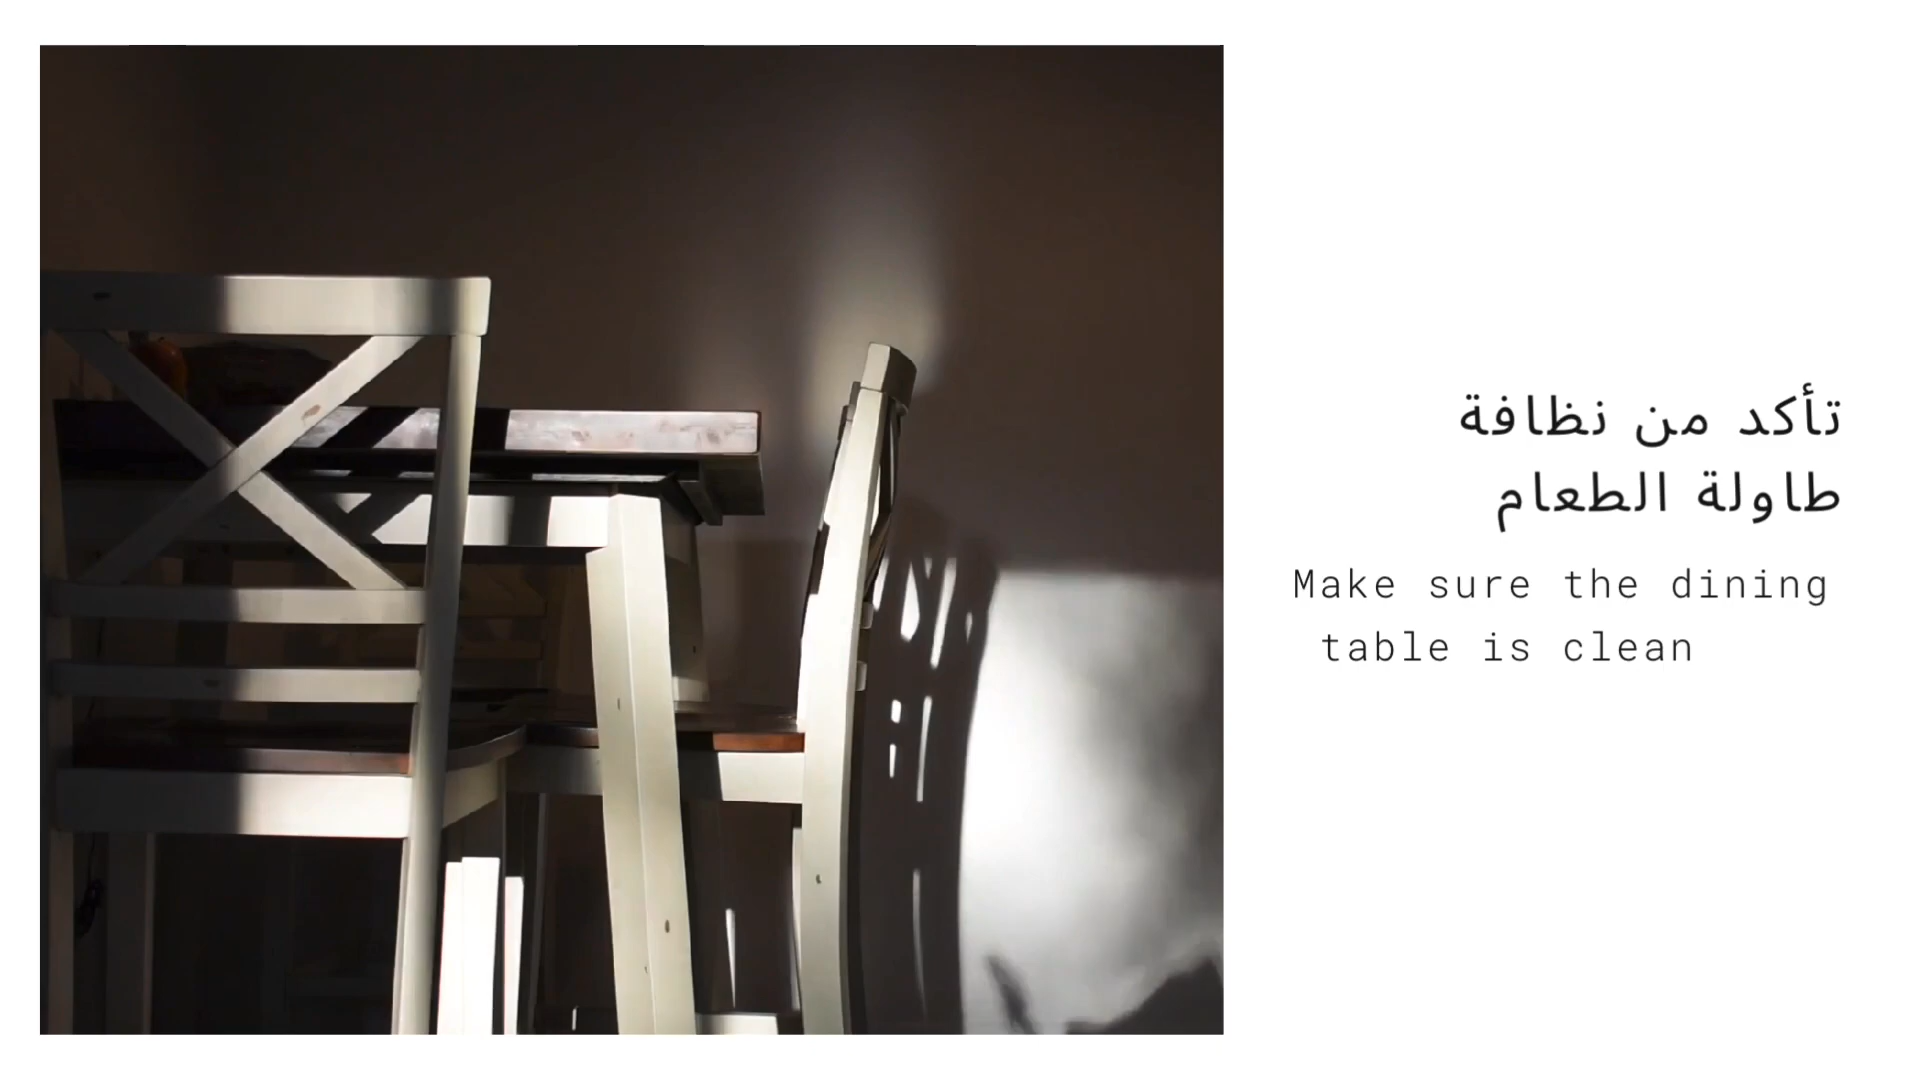 تأكد من نظافة
طاولة الطعام
Make sure the dining
table is clean